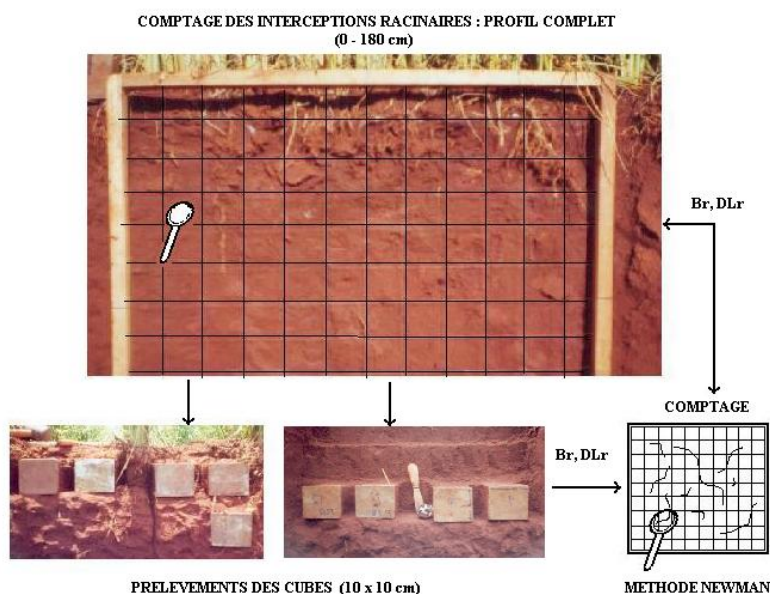 COMPTAGE DES INTERCEPTIONS RACINAIRES : PROFIL COMPLET
(0 - 180 cm)
Br, DLr
COMPTAGE
Br, DLr
PRELEVEMENTS DES CUBES (10 x 10 cm)
METHODE NEWMAN